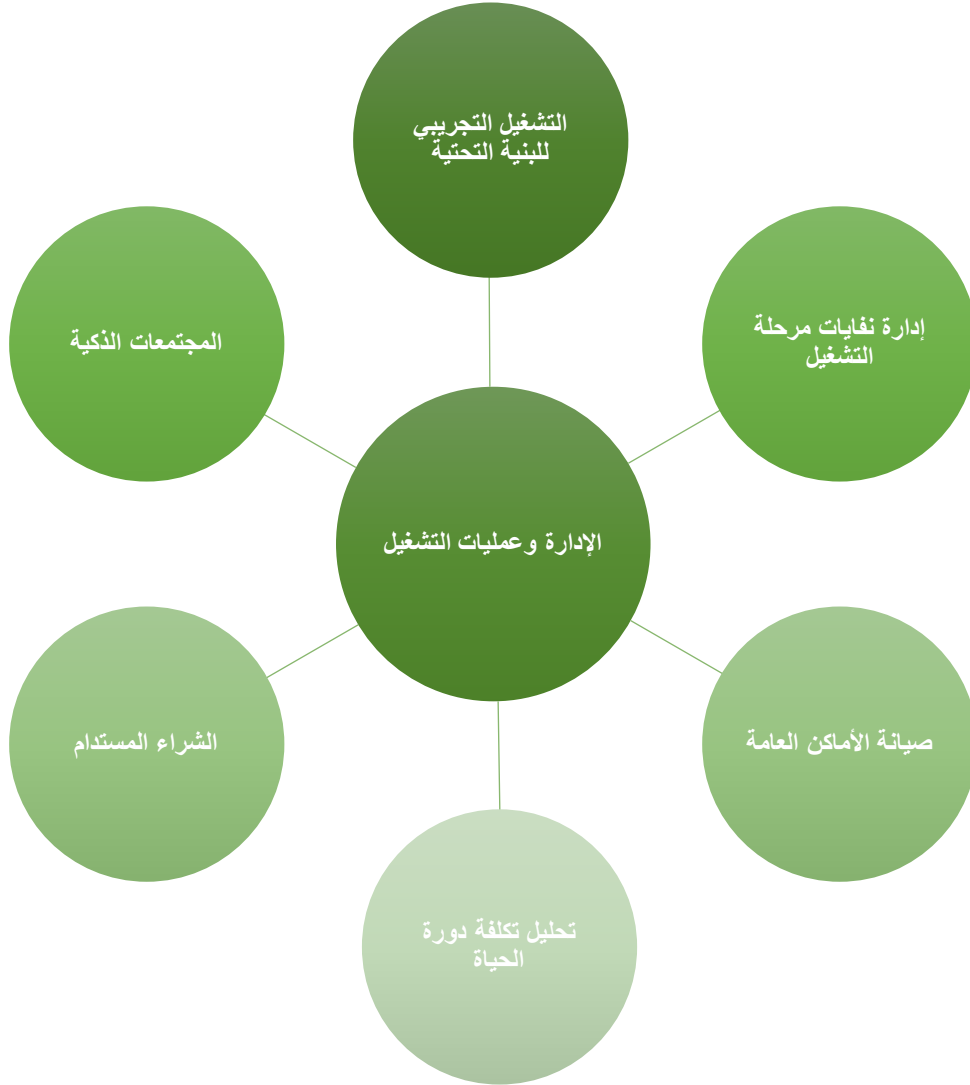 التشغيل التجريبي
للبنية التحتية
إدارة نفايات مرحلة
التشغيل
المجتمعات الذكية
الإدارة وعمليات التشغيل
صيانة الأماكن العامة
الشراء المستدام
تحليل تكلفة دورة
الحياة